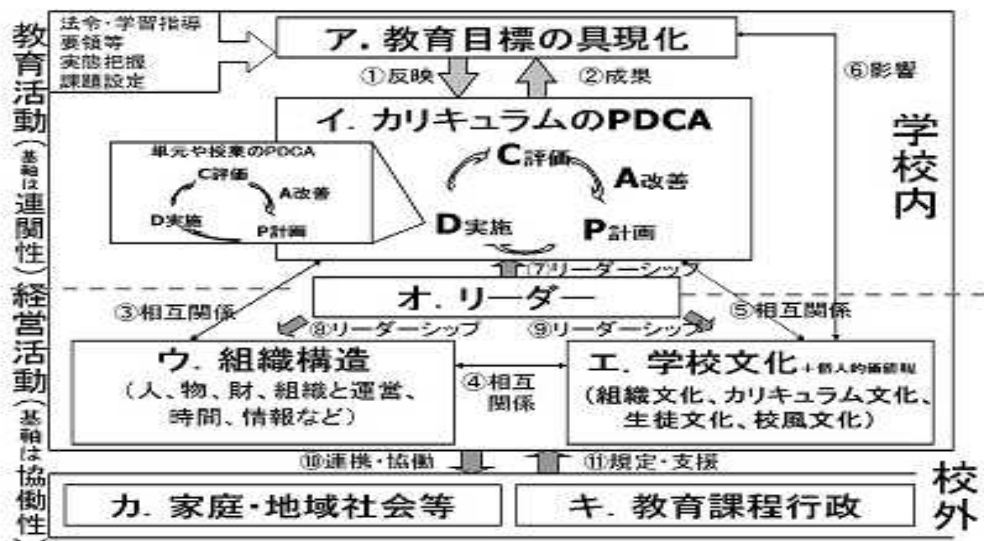 教育活動(基軸は連関性)
経営活動(基軸は協働性)
法令・学習指導
要領等
実態把握
課題設定
ア．教育目標の具現化
①反映
②成果
⑥影響
学校内
イ．カリキュラムのPDCA
C評価
A改善
D実施
P計画
単元や授業のPDCA
C評価
A改善
D実施
P計画
⑦リーダーシップ
オ．リーダー
③相互関係
⑧リーダーシップ
⑨リーダーシップ
⑤相互関係
ウ．組織構造
(人、物、財、組織と運営、
時間、情報など)
④相互
関係
エ．学校文化＋個人的価値観
(組織文化、カリキュラム文化、
生徒文化、校風文化)
⑩連携・協働
⑪規定・支援
校外
カ．家庭・地域社会等
キ．教育課程行政